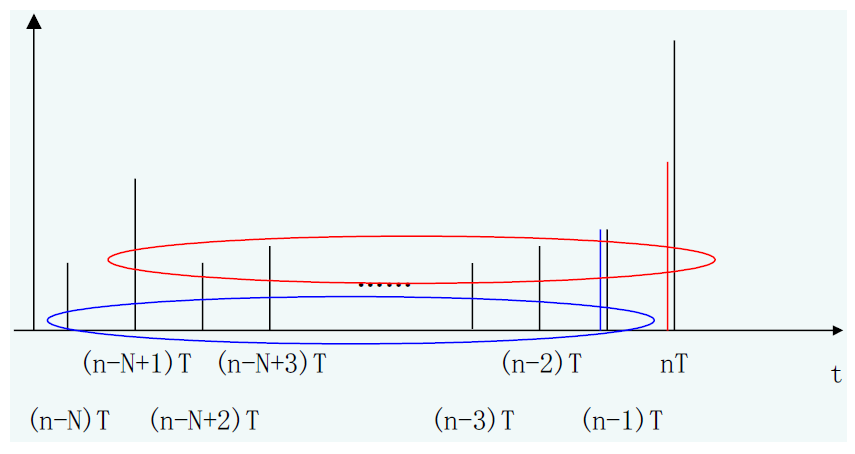 ......
(n-N+1)T (n-N+3)T (n-2)T nT
t
(n-N)T (n-N+2)T (n-3)T (n-1)T